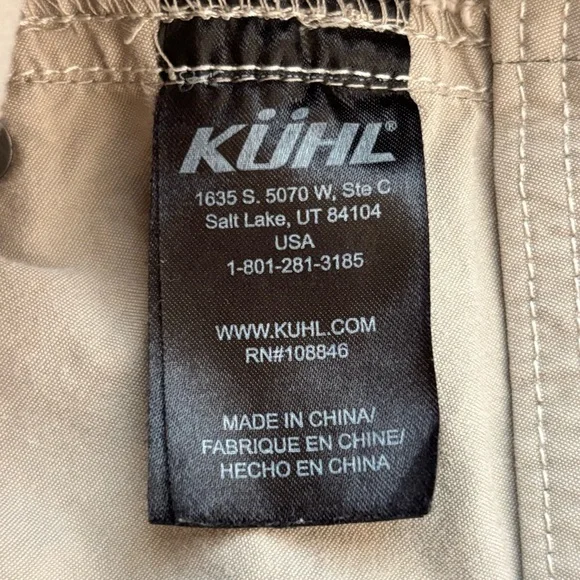 KÜHL®
1635 S. 5070 W, Ste C
Salt Lake, UT 84104
USA
1-801-281-3185
WWW.KUHL.COM
RN#108846
MADE IN CHINA/
FABRIQUE EN CHINE/
HECHO EN CHINA